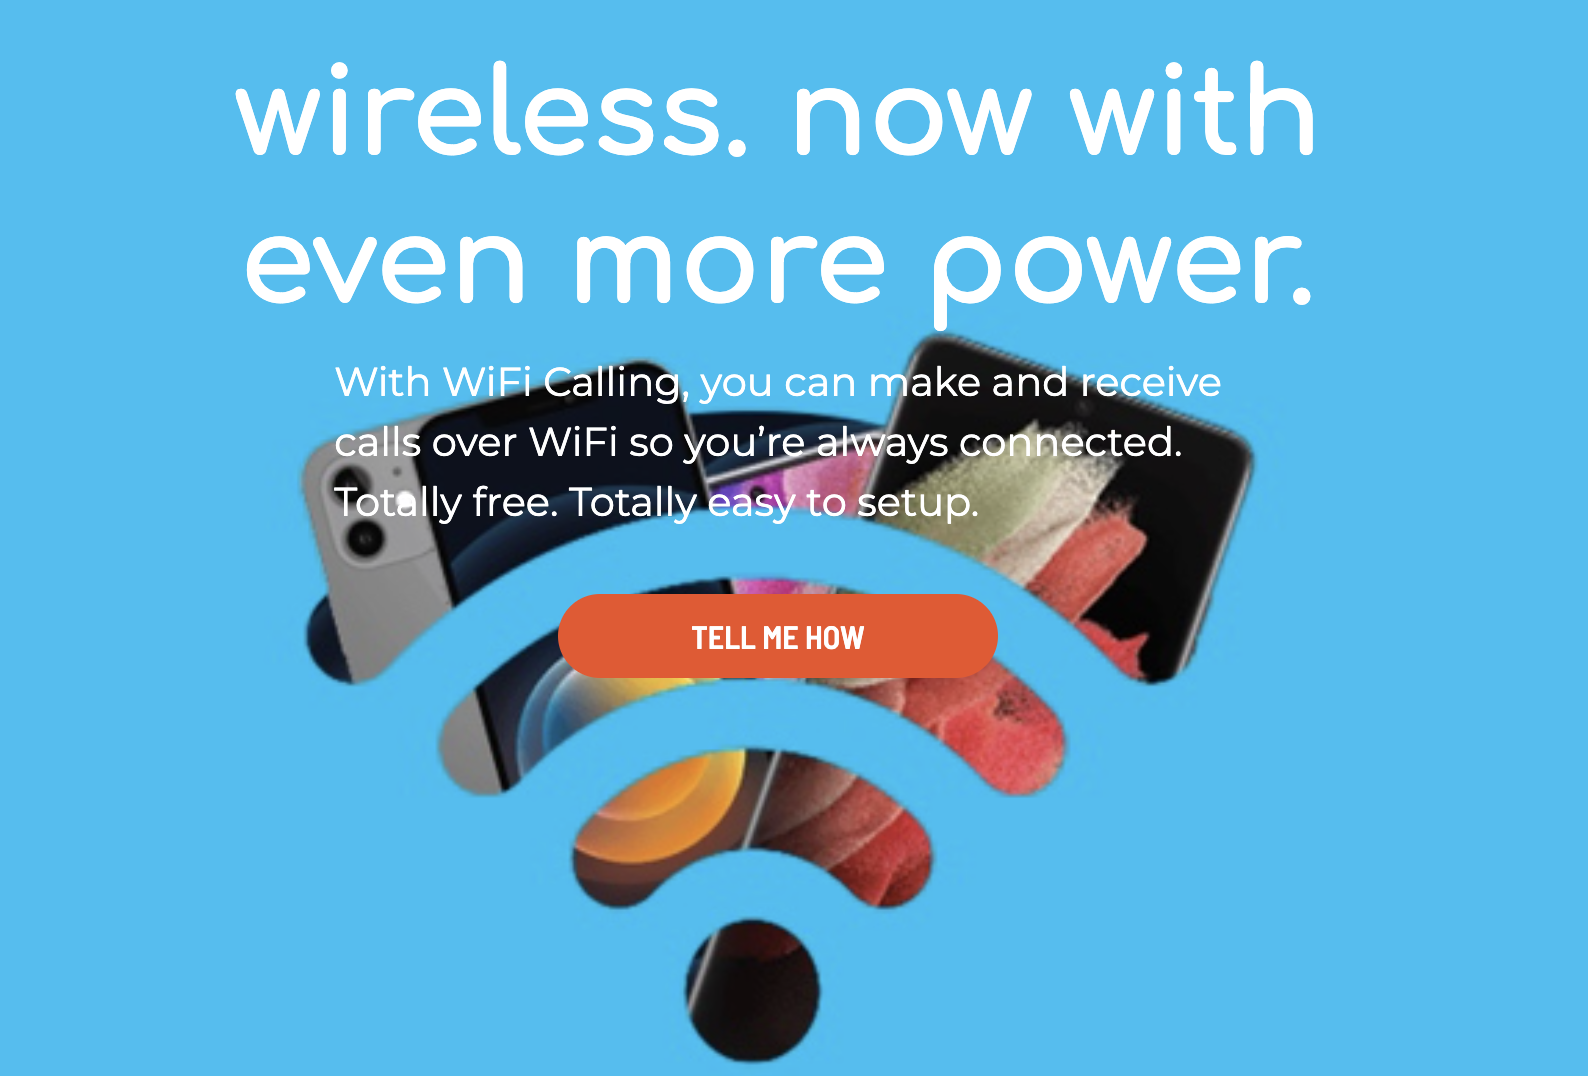 wireless. now with
even more power.
With WiFi Calling, you can make and receive
calls over WiFi so you’re always connected.
Totally free. Totally easy to setup.
TELL ME HOW